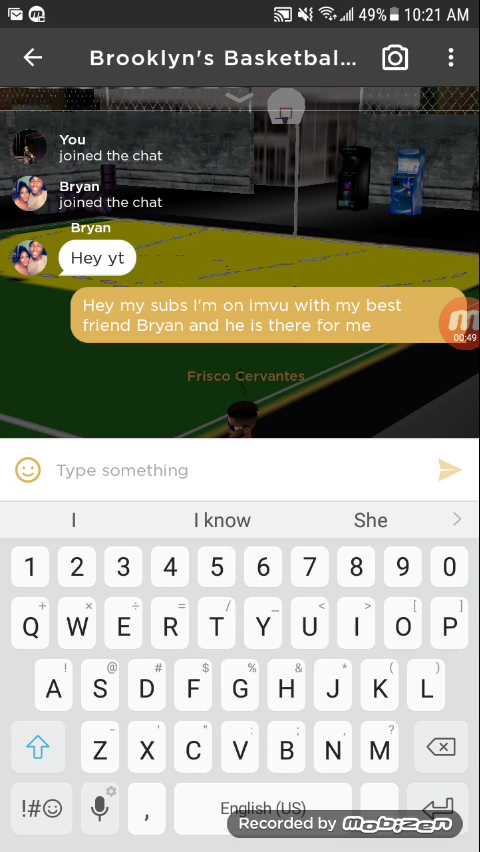 49% 10:21 AM
Brooklyn's Basketbal...
You
joined the chat
Bryan
joined the chat
Bryan
Hey yt
Hey my subs I'm on imvu with my best
friend Bryan and he is there for me
00:49
Frisco Cervantes
Type something
I I know She
1 2 3 4 5 6 7 8 9 0
+ × ÷ = / _ < > [ ]
Q W E R T Y U I O P
! @ # $ % & * ( )
A S D F G H J K L
- ' " : ; , ?
Z X C V B N M
!#☺ , English (US)
Recorded by mobizen